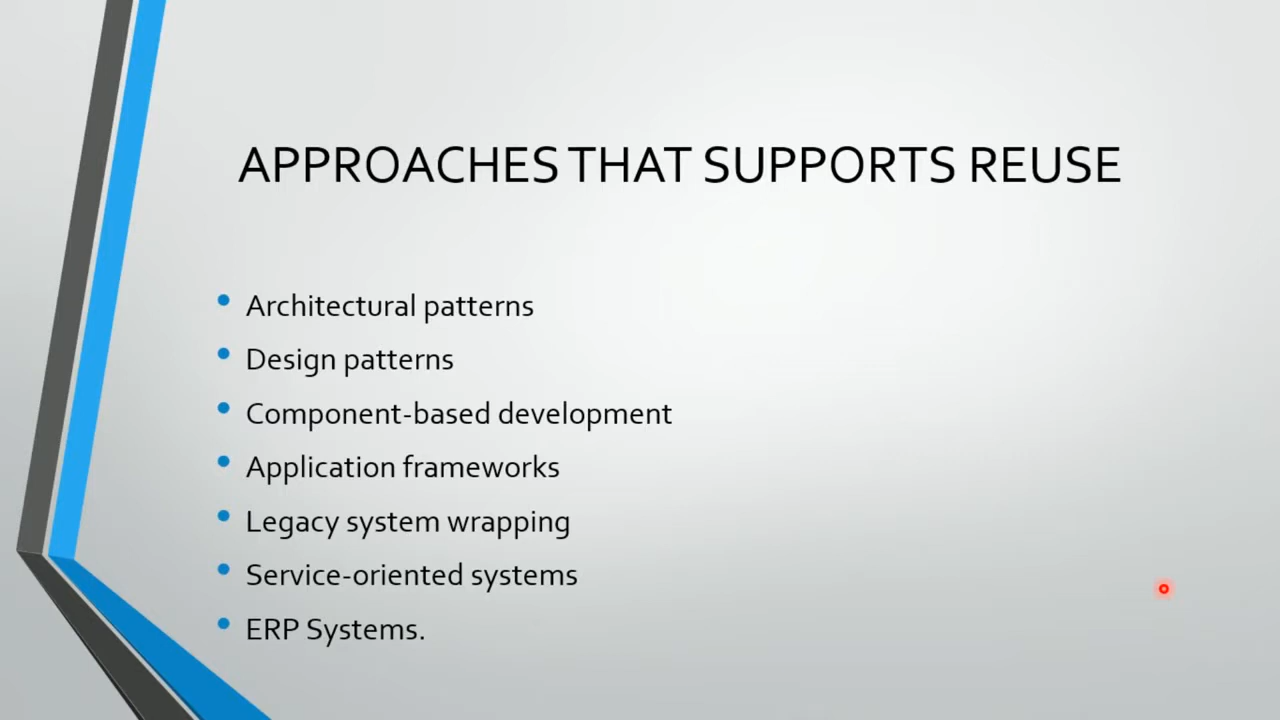 APPROACHES THAT SUPPORTS REUSE
Architectural patterns
Design patterns
Component-based development
Application frameworks
Legacy system wrapping
Service-oriented systems
ERP Systems.